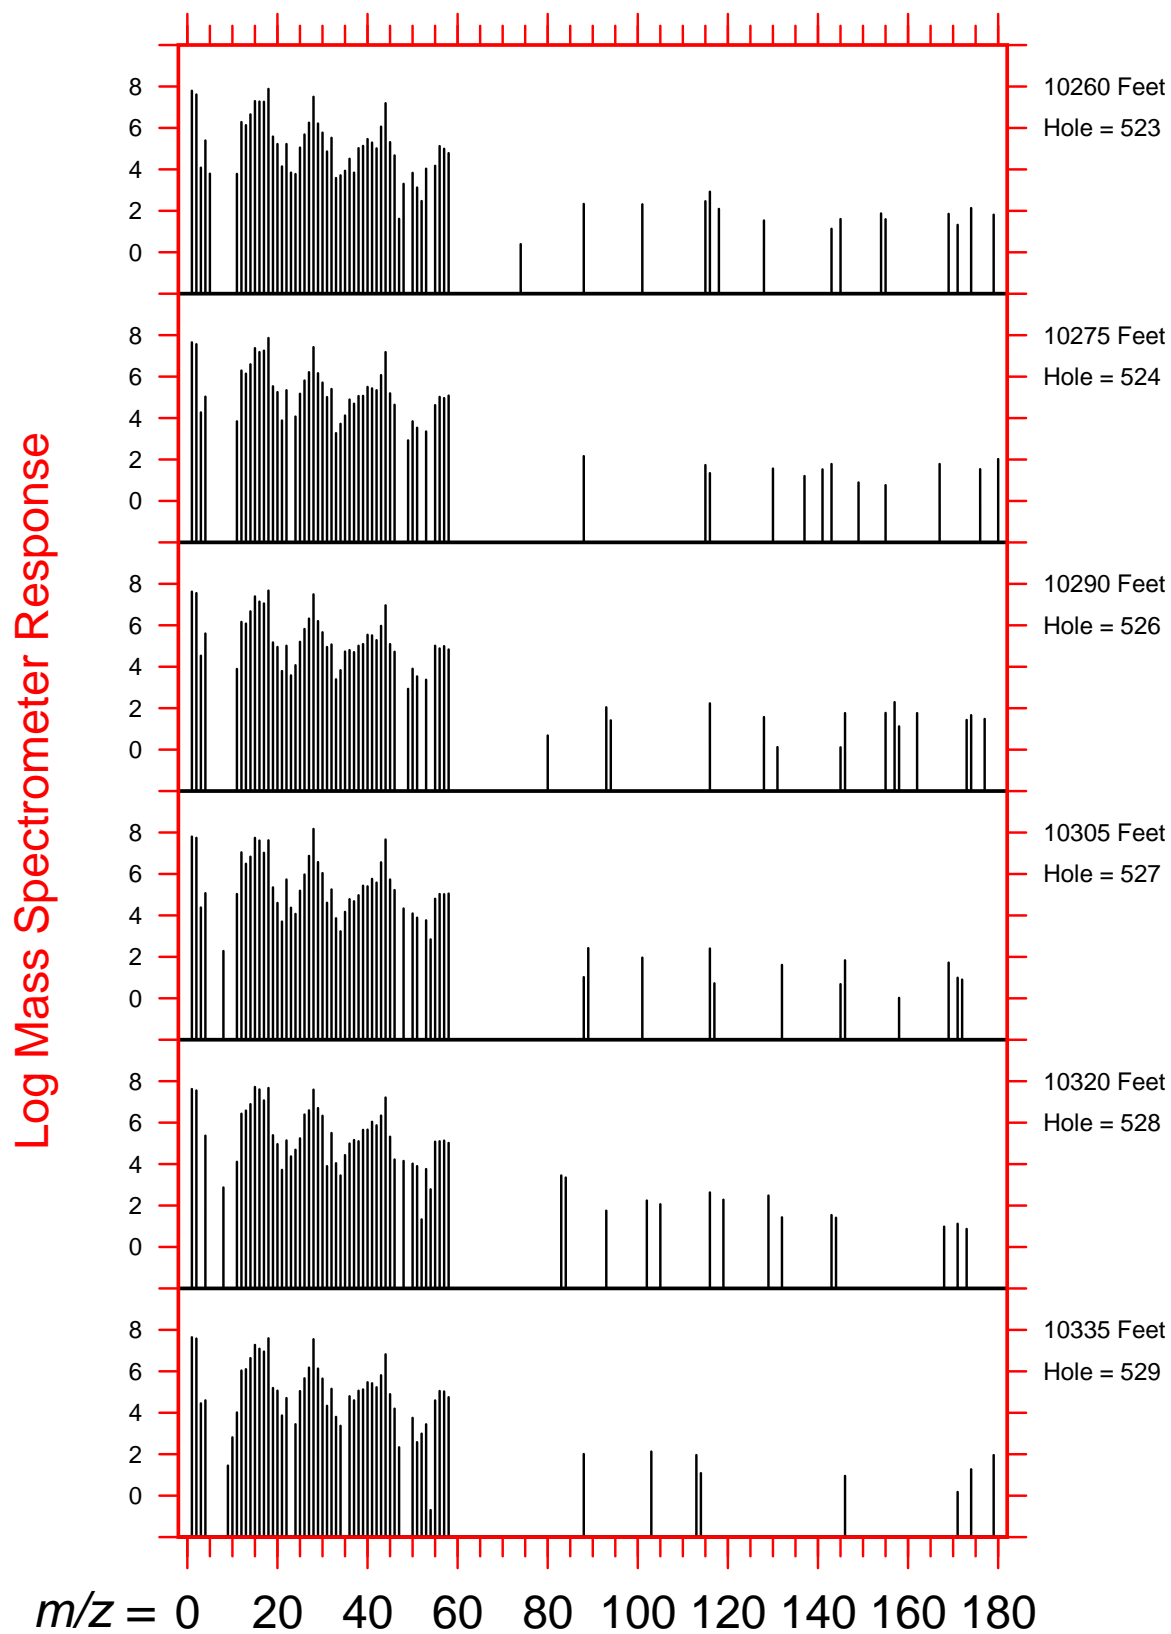 Log Mass Spectrometer Response
8
6
4
2
0
10260 Feet
Hole = 523
8
6
4
2
0
10275 Feet
Hole = 524
8
6
4
2
0
10290 Feet
Hole = 526
8
6
4
2
0
10305 Feet
Hole = 527
8
6
4
2
0
10320 Feet
Hole = 528
8
6
4
2
0
10335 Feet
Hole = 529
m/z = 0 20 40 60 80 100 120 140 160 180